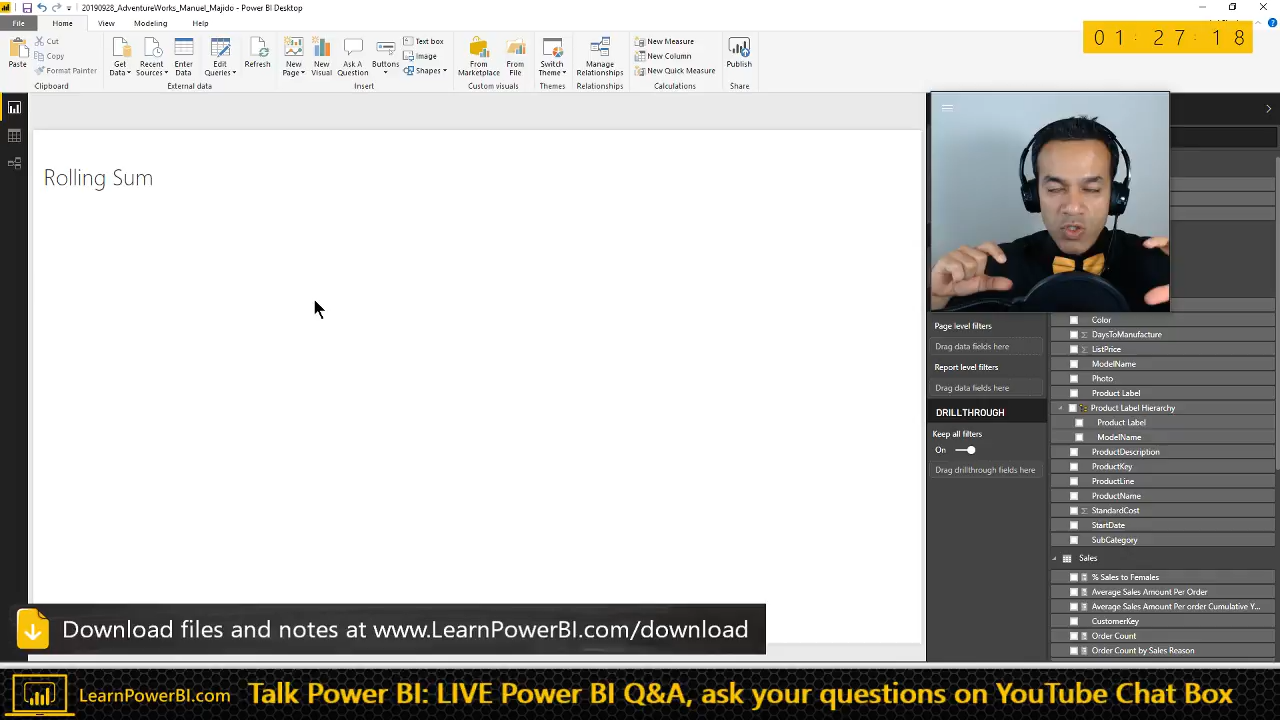 20190928_AdventureWorks_Manuel_Majido - Power BI Desktop
File
Home
View
Modeling
Help
01:27:18
Paste
Cut
Copy
Format Painter
Clipboard
Get Data
Recent Sources
Enter Data
Edit Queries
Refresh
External data
New Page
New Visual
Ask A Question
Buttons
Text box
Image
Shapes
Insert
From Marketplace
From File
Custom visuals
Switch Theme
Themes
Manage Relationships
Relationships
New Measure
New Column
New Quick Measure
Calculations
Publish
Share
Rolling Sum
Page level filters
Drag data fields here
Report level filters
Drag data fields here
DRILLTHROUGH
Keep all filters
On
Drag drillthrough fields here
Color
DaysToManufacture
ListPrice
ModelName
Photo
Product Label
Product Label Hierarchy
Product Label
ModelName
ProductDescription
ProductKey
ProductLine
ProductName
StandardCost
StartDate
SubCategory
Sales
% Sales to Females
Average Sales Amount Per Order
Average Sales Amount Per order Cumulative Y...
CustomerKey
Order Count
Order Count by Sales Reason
Download files and notes at www.LearnPowerBI.com/download
LearnPowerBI.com
Talk Power BI: LIVE Power BI Q&A, ask your questions on YouTube Chat Box